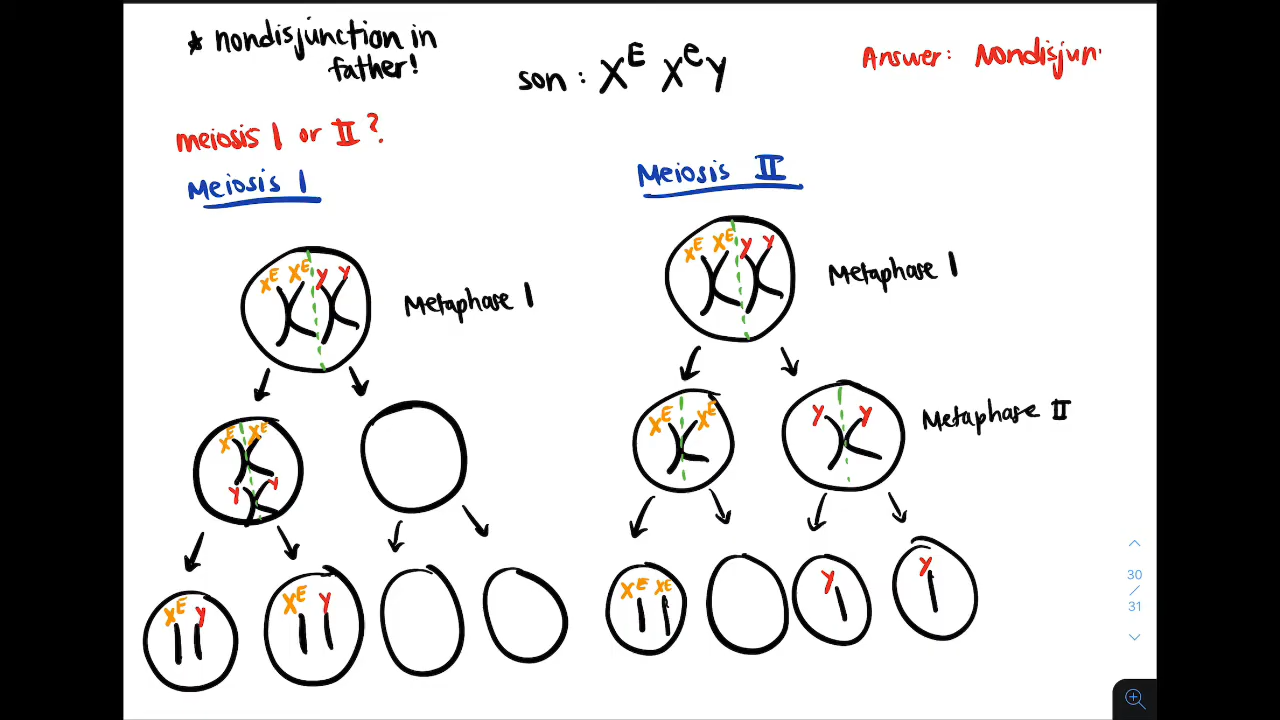 * nondisjunction in
father!
son : X^E X^e Y
Answer: Nondisjun
meiosis I or II ?
Meiosis I
Meiosis II
X^E X^E Y Y
Metaphase I
X^E X^E Y Y
Metaphase I
X^E X^E
Y Y
X^E X^E
Y Y
Metaphase II
X^E Y
X^E Y
X^E X^E
Y
Y
30
/
31